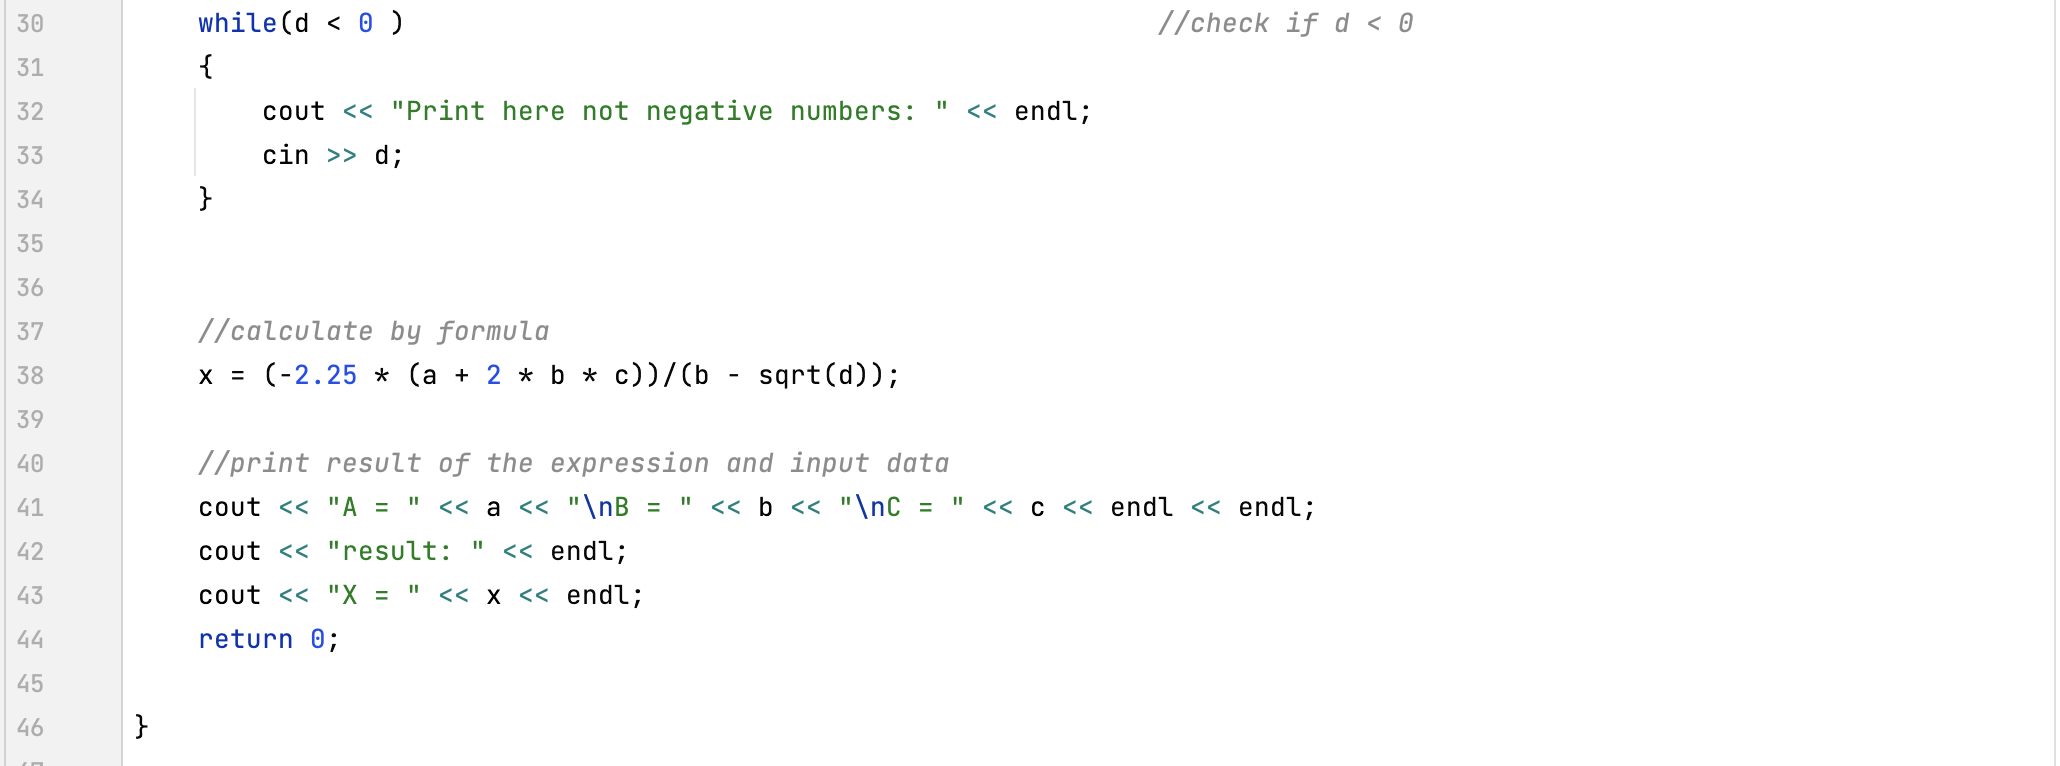 30 while(d < 0 ) //check if d < 0
31 {
32 cout << "Print here not negative numbers: " << endl;
33 cin >> d;
34 }
35
36
37 //calculate by formula
38 x = (-2.25 * (a + 2 * b * c))/(b - sqrt(d));
39
40 //print result of the expression and input data
41 cout << "A = " << a << "\nB = " << b << "\nC = " << c << endl << endl;
42 cout << "result: " << endl;
43 cout << "X = " << x << endl;
44 return 0;
45
46 }